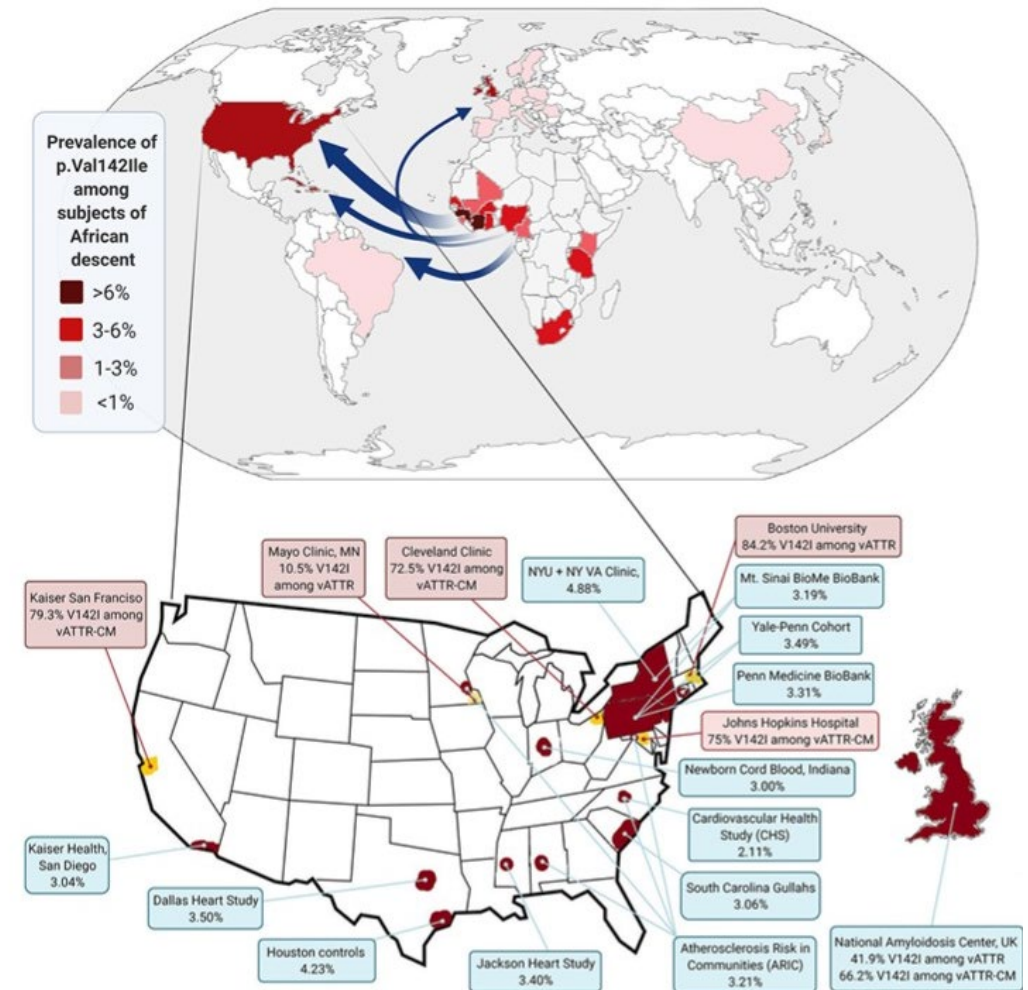 Prevalence of
p.Val142Ile
among
subjects of
African
descent
>6%
3-6%
1-3%
<1%
Boston University
84.2% V142I among vATTR
Mayo Clinic, MN
10.5% V142I
among vATTR
Cleveland Clinic
72.5% V142I among
vATTR-CM
NYU + NY VA Clinic,
4.88%
Mt. Sinai BioMe BioBank
3.19%
Kaiser San Franciso
79.3% V142I among
vATTR-CM
Yale-Penn Cohort
3.49%
Penn Medicine BioBank
3.31%
Johns Hopkins Hospital
75% V142I among vATTR-CM
Newborn Cord Blood, Indiana
3.00%
Cardiovascular Health
Study (CHS)
2.11%
Kaiser Health,
San Diego
3.04%
South Carolina Gullahs
3.06%
Dallas Heart Study
3.50%
Houston controls
4.23%
Jackson Heart Study
3.40%
Atherosclerosis Risk in
Communities (ARIC)
3.21%
National Amyloidosis Center, UK
41.9% V142I among vATTR
66.2% V142I among vATTR-CM